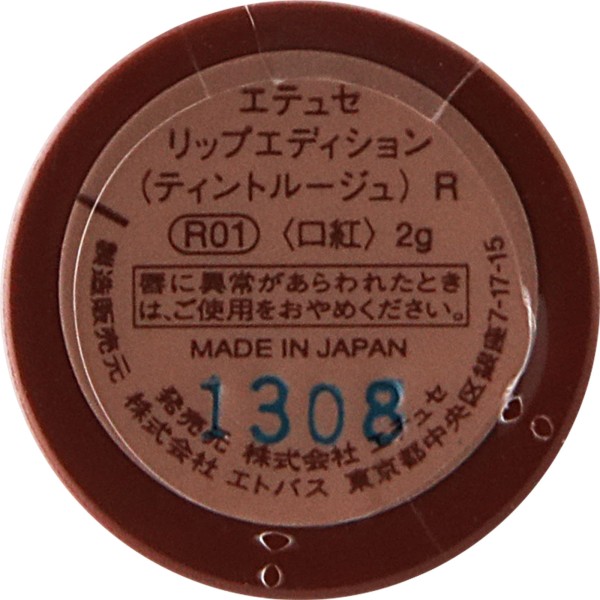 エテュセ
リップエディション
（ティントルージュ）R
R01 〈口紅〉2g
唇に異常があらわれたとき
は、ご使用をおやめください。
MADE IN JAPAN
1308
発売元 株式会社 エテュセ
製造販売元 株式会社 エトバス 東京都中央区銀座7-17-15